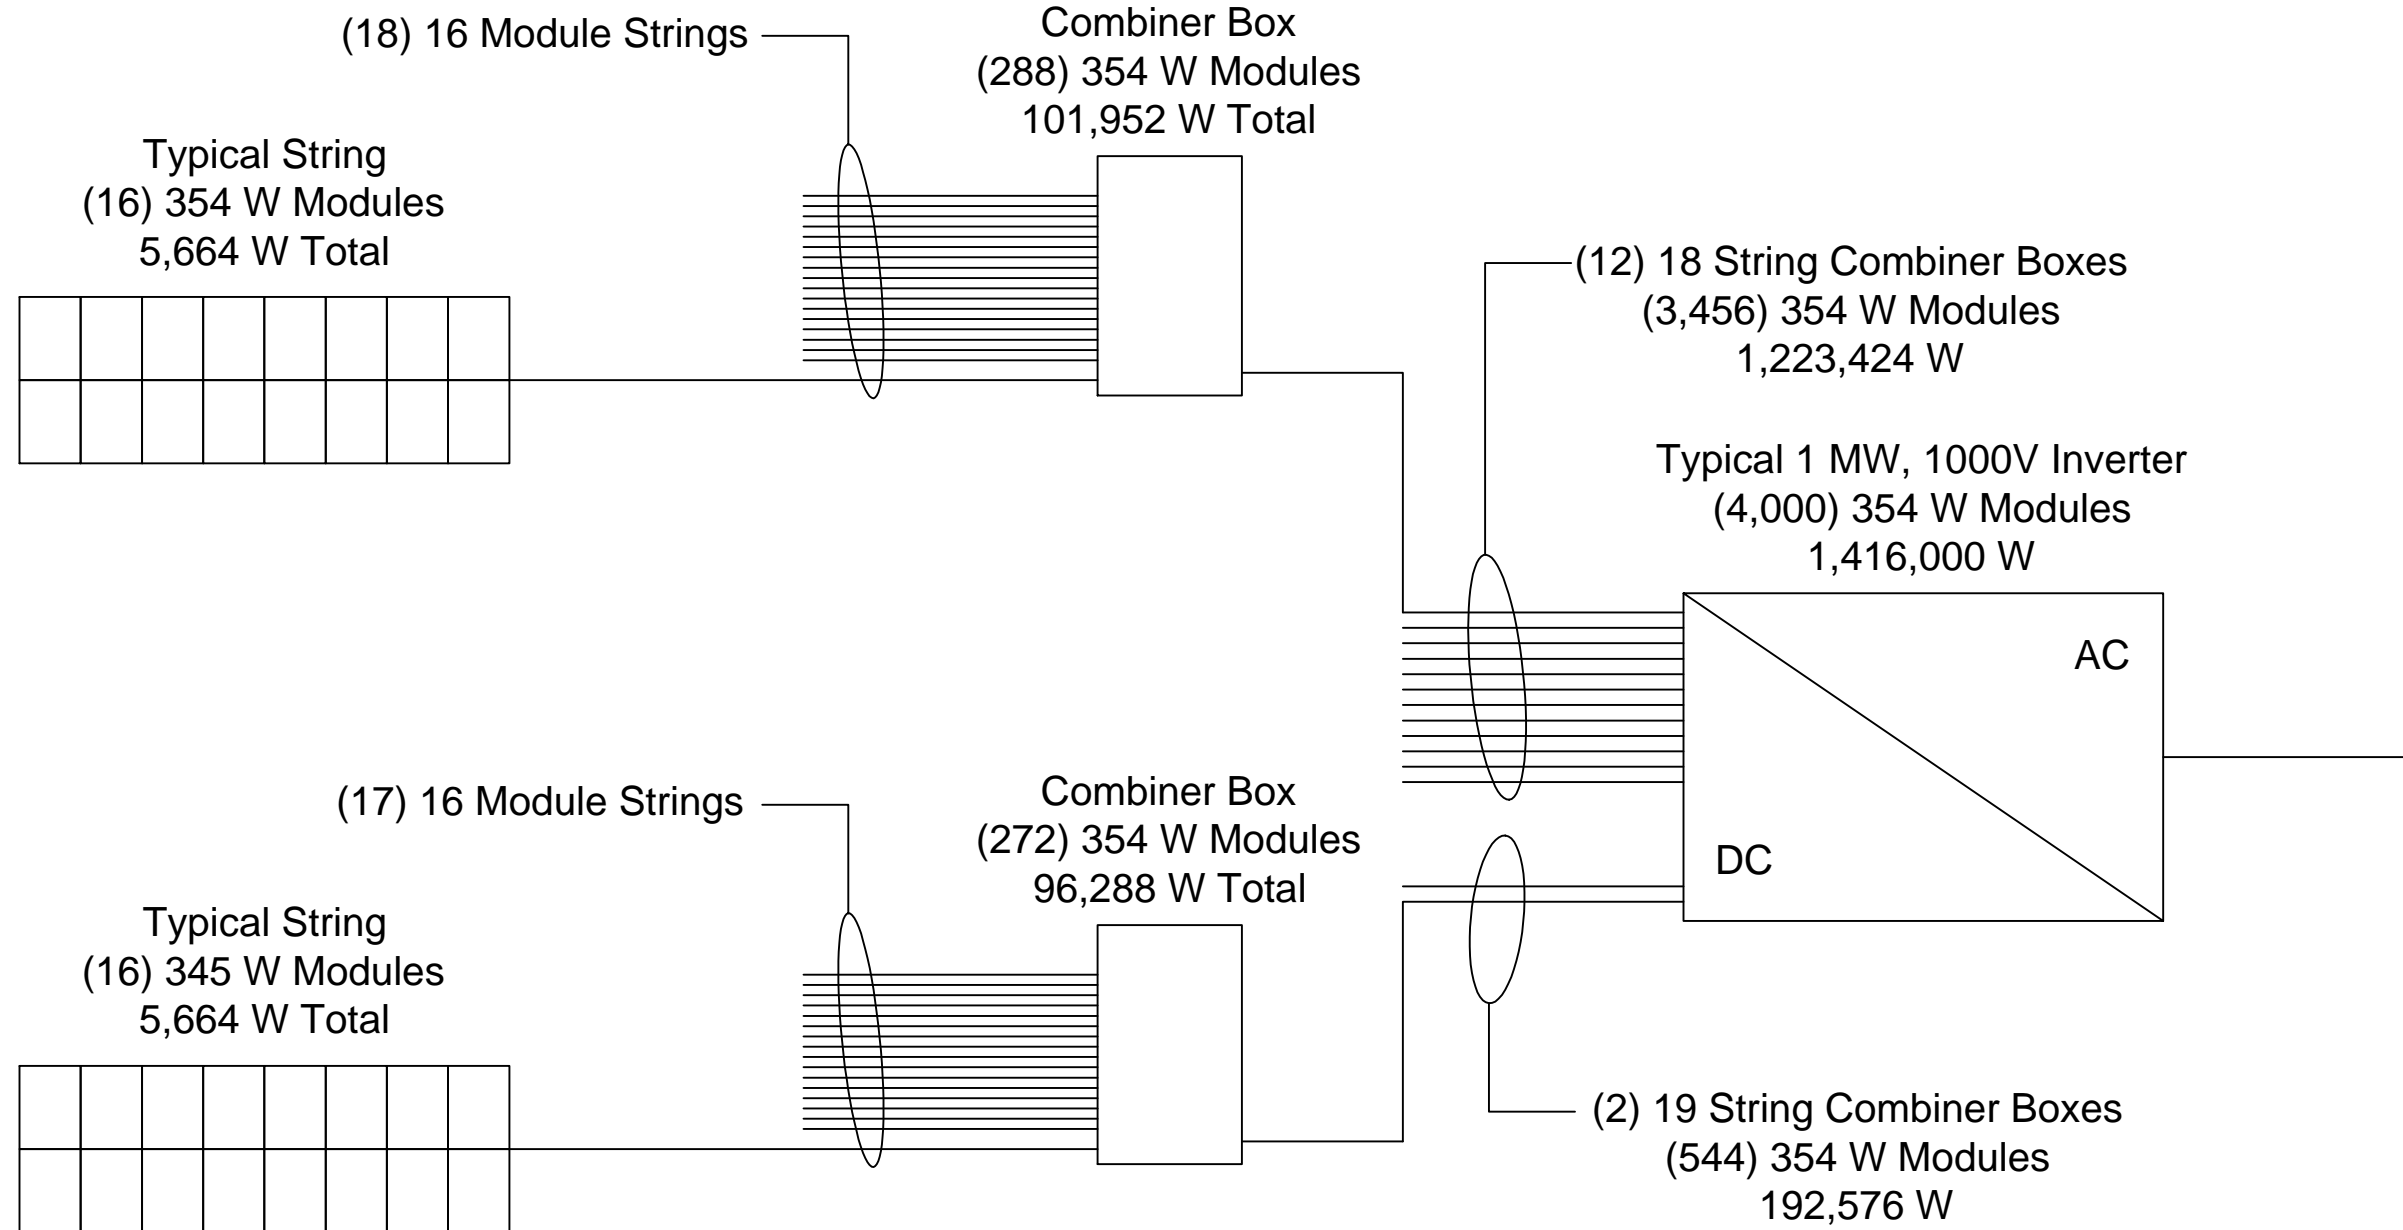 (18) 16 Module Strings
Combiner Box
(288) 354 W Modules
101,952 W Total
Typical String
(16) 354 W Modules
5,664 W Total
(12) 18 String Combiner Boxes
(3,456) 354 W Modules
1,223,424 W
Typical 1 MW, 1000V Inverter
(4,000) 354 W Modules
1,416,000 W
AC
DC
(17) 16 Module Strings
Combiner Box
(272) 354 W Modules
96,288 W Total
Typical String
(16) 345 W Modules
5,664 W Total
(2) 19 String Combiner Boxes
(544) 354 W Modules
192,576 W